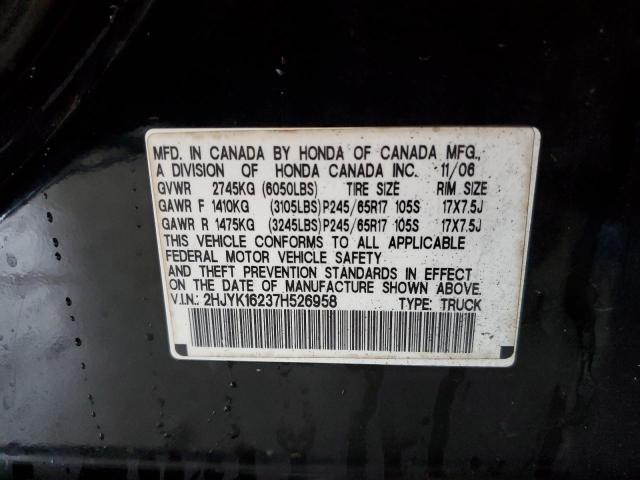 MFD. IN CANADA BY HONDA OF CANADA MFG.,
A DIVISION OF HONDA CANADA INC. 11/06
GVWR 2745KG (6050LBS) TIRE SIZE RIM SIZE
GAWR F 1410KG (3105LBS) P245/65R17 105S 17X7.5J
GAWR R 1475KG (3245LBS) P245/65R17 105S 17X7.5J
THIS VEHICLE CONFORMS TO ALL APPLICABLE
FEDERAL MOTOR VEHICLE SAFETY
AND THEFT PREVENTION STANDARDS IN EFFECT
ON THE DATE OF MANUFACTURE SHOWN ABOVE.
V.I.N.: 2HJYK16237H526958 TYPE: TRUCK